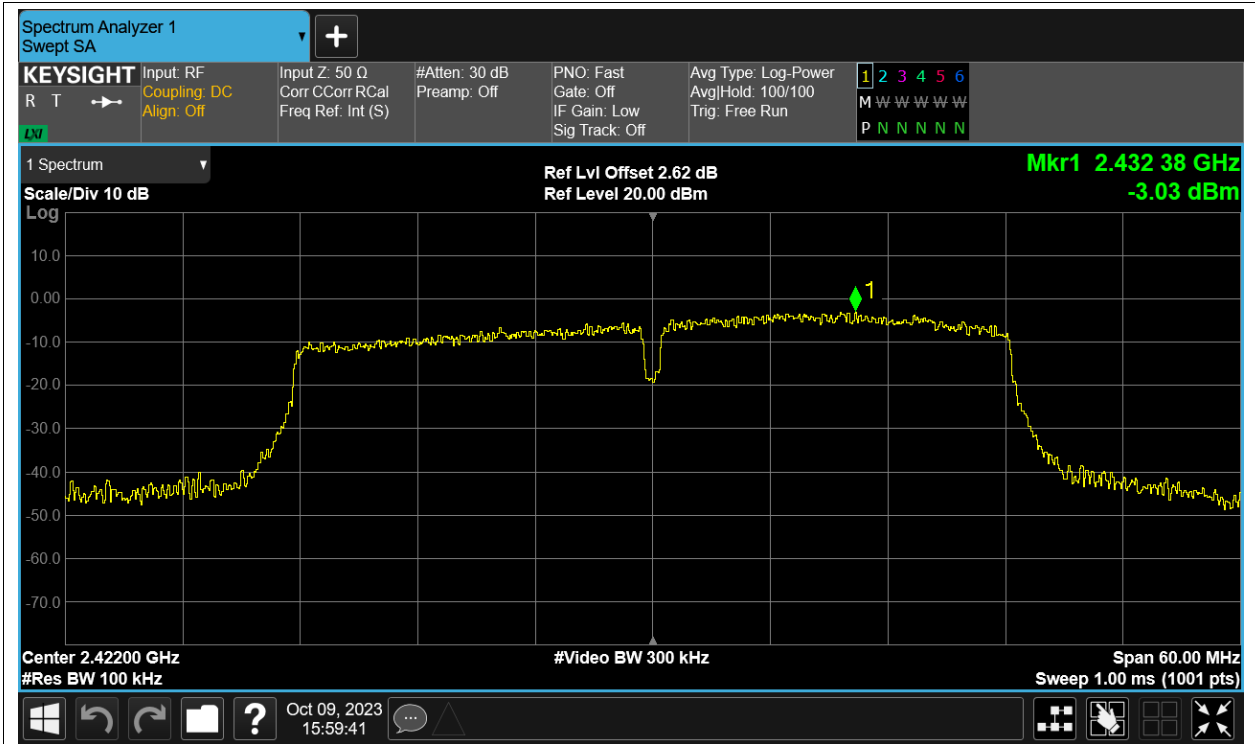 Spectrum Analyzer 1
Swept SA
KEYSIGHT
R T
LXI
Input: RF
Coupling: DC
Align: Off
Input Z: 50 Ω
Corr CCorr RCal
Freq Ref: Int (S)
#Atten: 30 dB
Preamp: Off
PNO: Fast
Gate: Off
IF Gain: Low
Sig Track: Off
Avg Type: Log-Power
Avg|Hold: 100/100
Trig: Free Run
1 2 3 4 5 6
M W W W W W
P N N N N N
1 Spectrum
Scale/Div 10 dB
Log
Ref Lvl Offset 2.62 dB
Ref Level 20.00 dBm
Mkr1 2.432 38 GHz
-3.03 dBm
10.0
0.00
-10.0
-20.0
-30.0
-40.0
-50.0
-60.0
-70.0
1
Center 2.42200 GHz
#Res BW 100 kHz
#Video BW 300 kHz
Span 60.00 MHz
Sweep 1.00 ms (1001 pts)
?
Oct 09, 2023
15:59:41